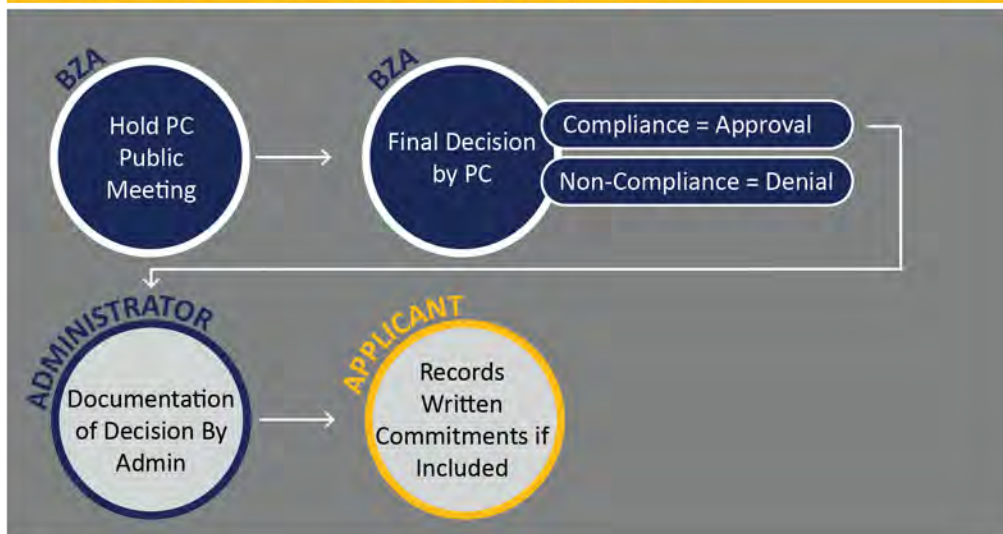 BZA
Hold PC
Public
Meeting
BZA
Final Decision
by PC
Compliance = Approval
Non-Compliance = Denial
ADMINISTRATOR
Documentation
of Decision By
Admin
APPLICANT
Records
Written
Commitments if
Included